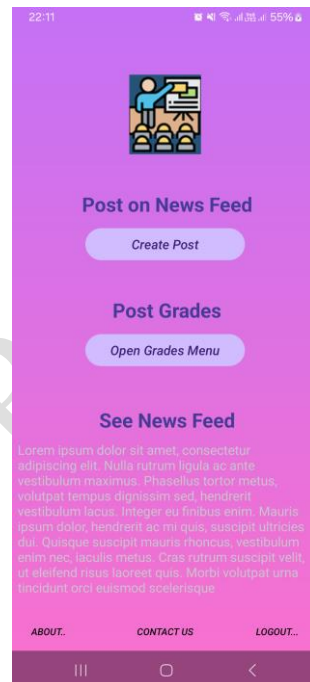 22:11
55%
Post on News Feed
Create Post
Post Grades
Open Grades Menu
See News Feed
Lorem ipsum dolor sit amet, consectetur
adipiscing elit. Nulla rutrum ligula ac ante
vestibulum maximus. Phasellus tortor metus,
volutpat tempus dignissim sed, hendrerit
vestibulum lacus. Integer eu finibus enim. Mauris
ipsum dolor, hendrerit ac mi quis, suscipit ultricies
dui. Quisque suscipit mauris rhoncus, vestibulum
enim nec, iaculis metus. Cras rutrum suscipit velit,
ut eleifend risus laoreet quis. Morbi volutpat urna
tincidunt orci euismod scelerisque
ABOUT.. CONTACT US LOGOUT...